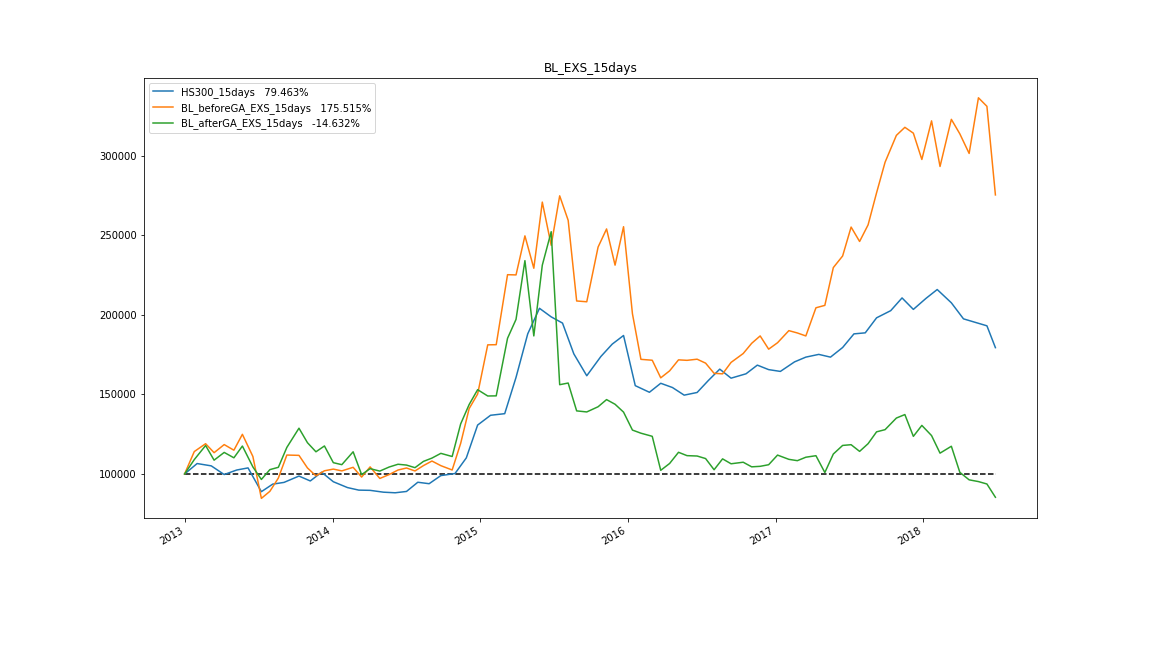 BL_EXS_15days
HS300_15days   79.463%
BL_beforeGA_EXS_15days   175.515%
BL_afterGA_EXS_15days   -14.632%
300000
250000
200000
150000
100000
2013
2014
2015
2016
2017
2018